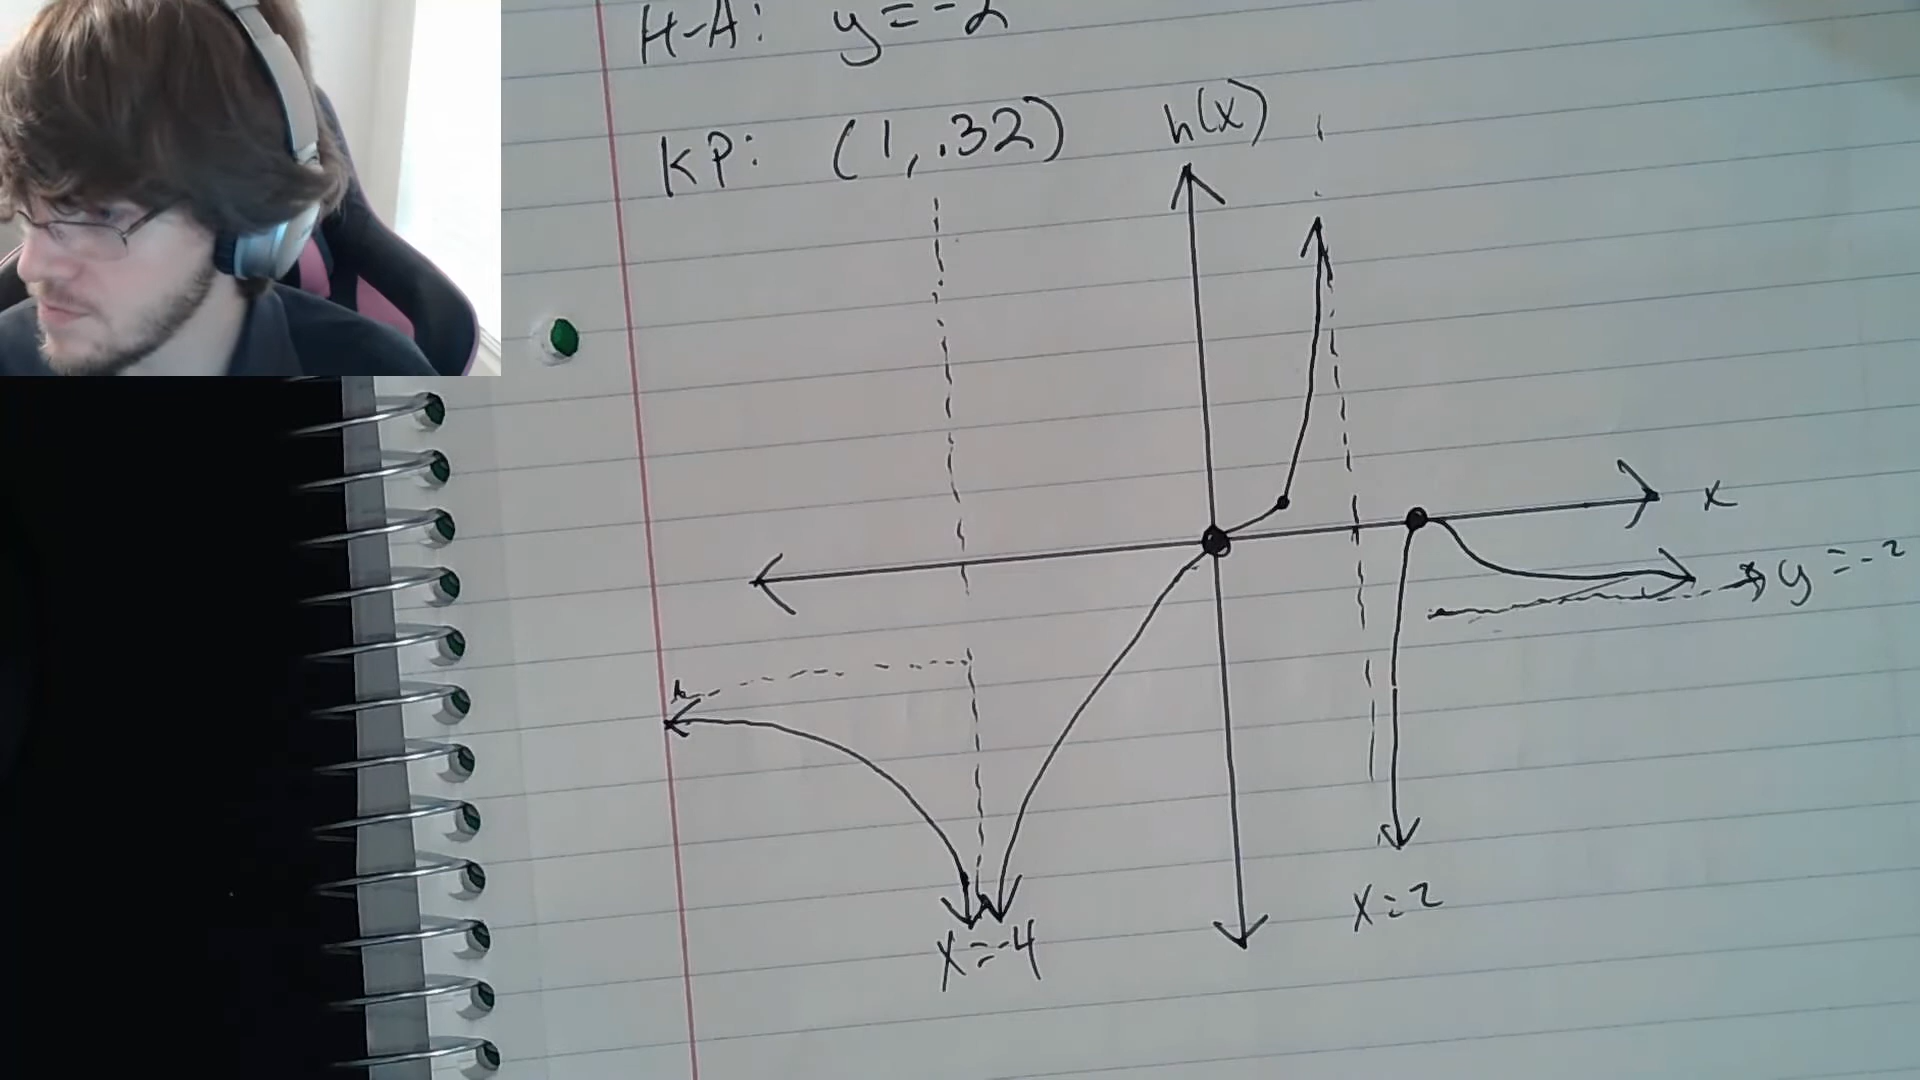 H-A: y=-2
KP: (1,.32)
h(x)
x
y=-2
x=-4
x=2